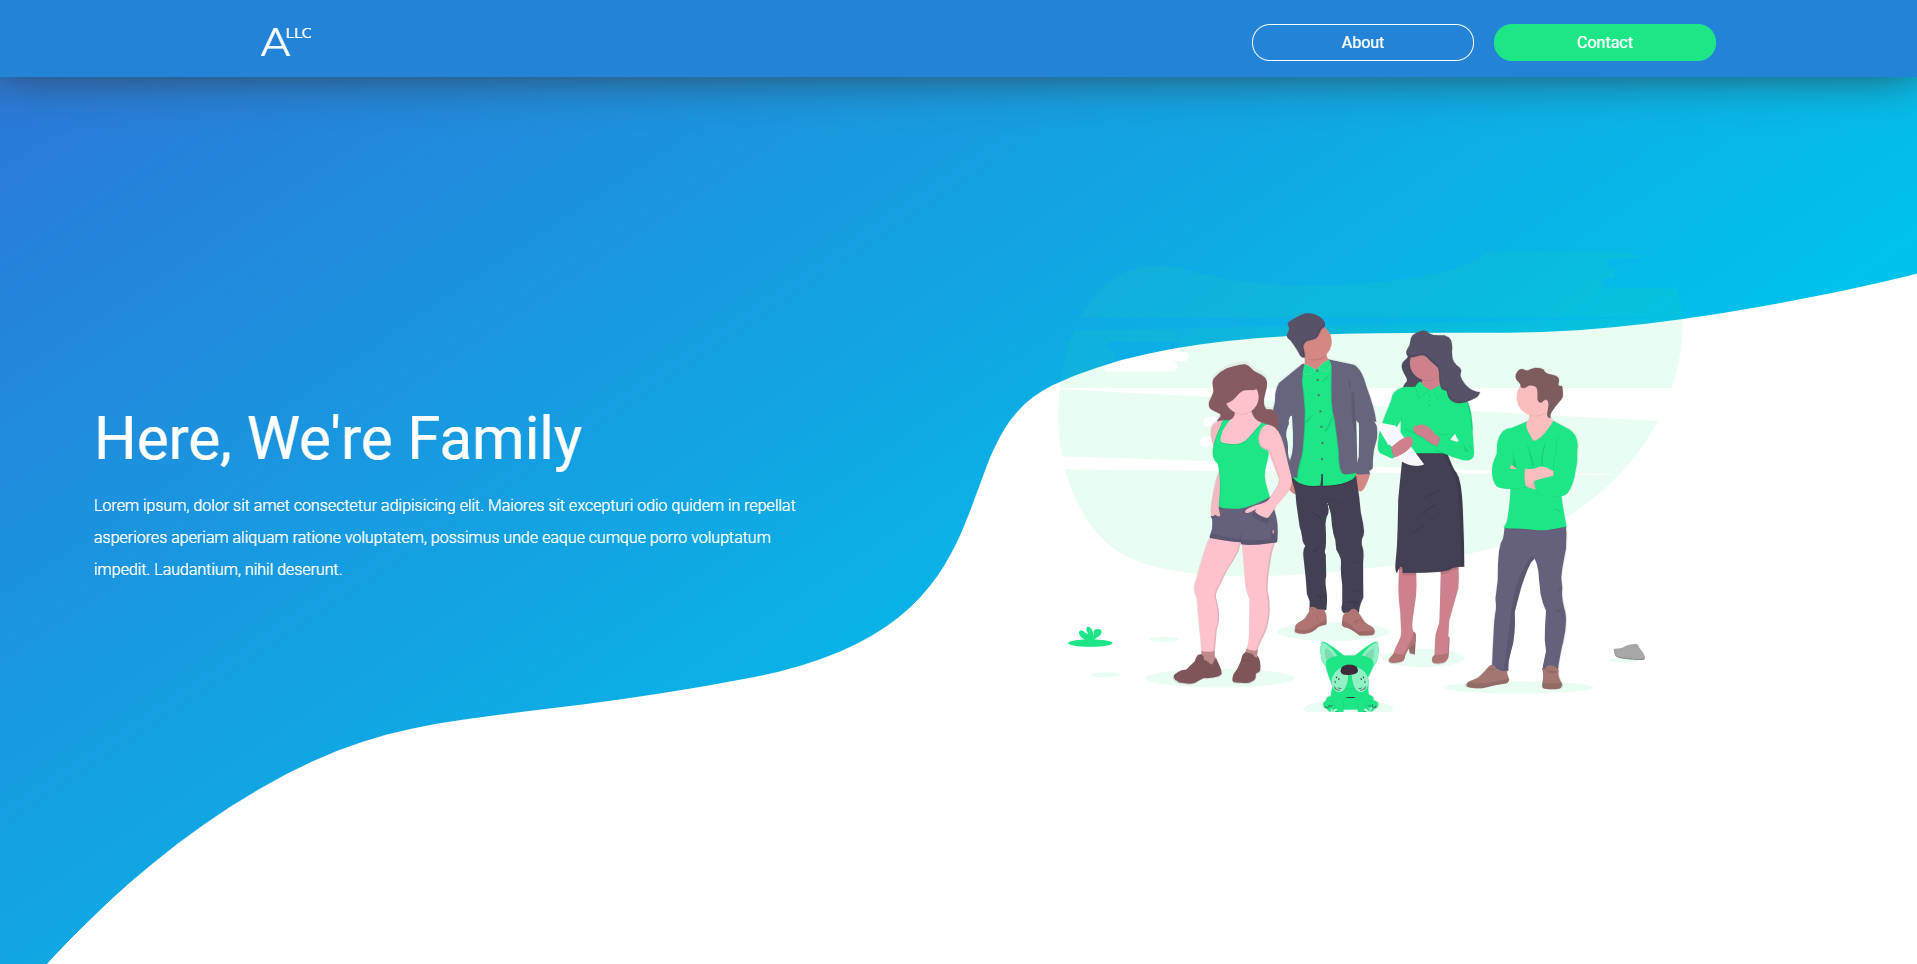 ALLC
About
Contact
Here, We're Family
Lorem ipsum, dolor sit amet consectetur adipisicing elit. Maiores sit excepturi odio quidem in repellat
asperiores aperiam aliquam ratione voluptatem, possimus unde eaque cumque porro voluptatum
impedit. Laudantium, nihil deserunt.